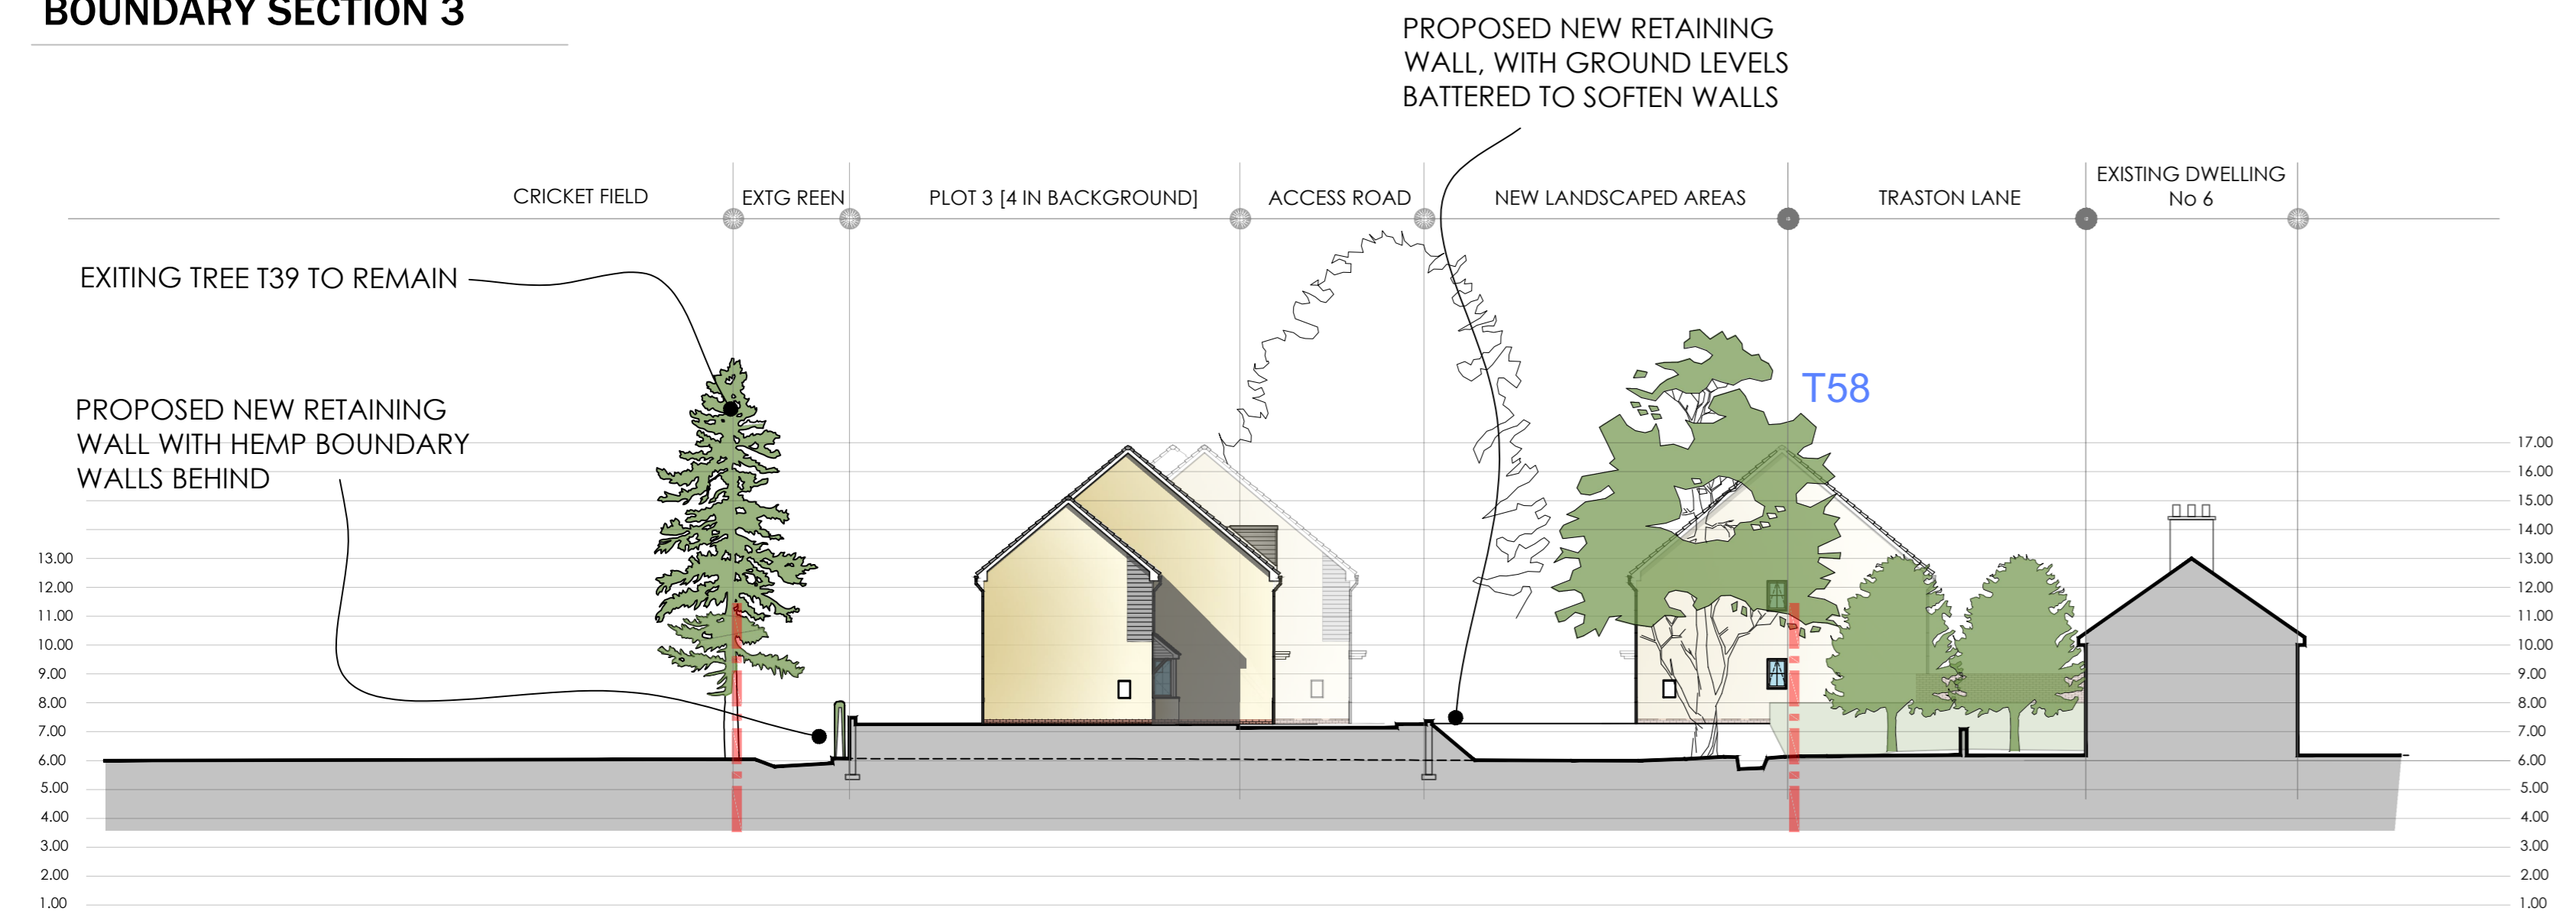 BOUNDARY SECTION 3
PROPOSED NEW RETAINING
WALL, WITH GROUND LEVELS
BATTERED TO SOFTEN WALLS
CRICKET FIELD
EXTG REEN
PLOT 3 [4 IN BACKGROUND]
ACCESS ROAD
NEW LANDSCAPED AREAS
TRASTON LANE
EXISTING DWELLING
No 6
EXITING TREE T39 TO REMAIN
PROPOSED NEW RETAINING
WALL WITH HEMP BOUNDARY
WALLS BEHIND
T58
13.00
12.00
11.00
10.00
9.00
8.00
7.00
6.00
5.00
4.00
3.00
2.00
1.00
17.00
16.00
15.00
14.00
13.00
12.00
11.00
10.00
9.00
8.00
7.00
6.00
5.00
4.00
3.00
2.00
1.00